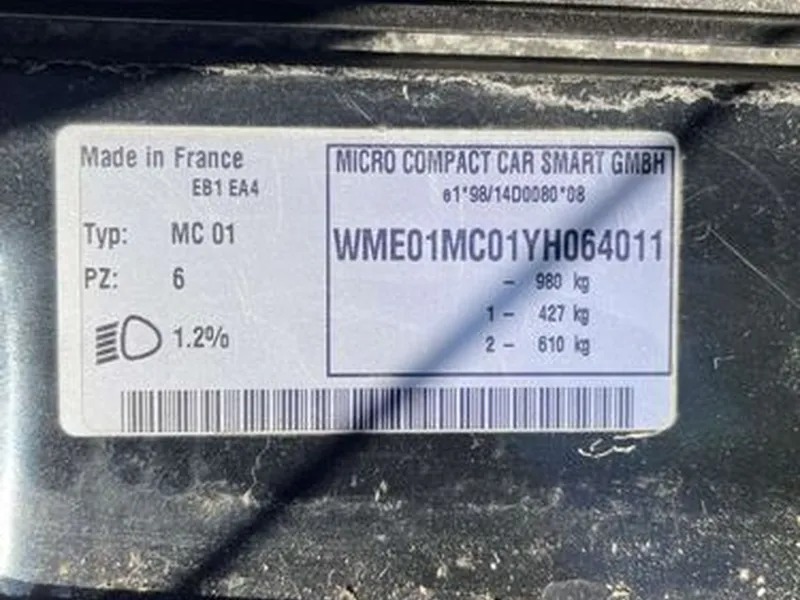 Made in France
EB1 EA4
Typ: MC 01
PZ: 6
1.2%
MICRO COMPACT CAR SMART GMBH
e1*98/14D0080*08
WME01MC01YH064011
- 980 kg
1 - 427 kg
2 - 610 kg